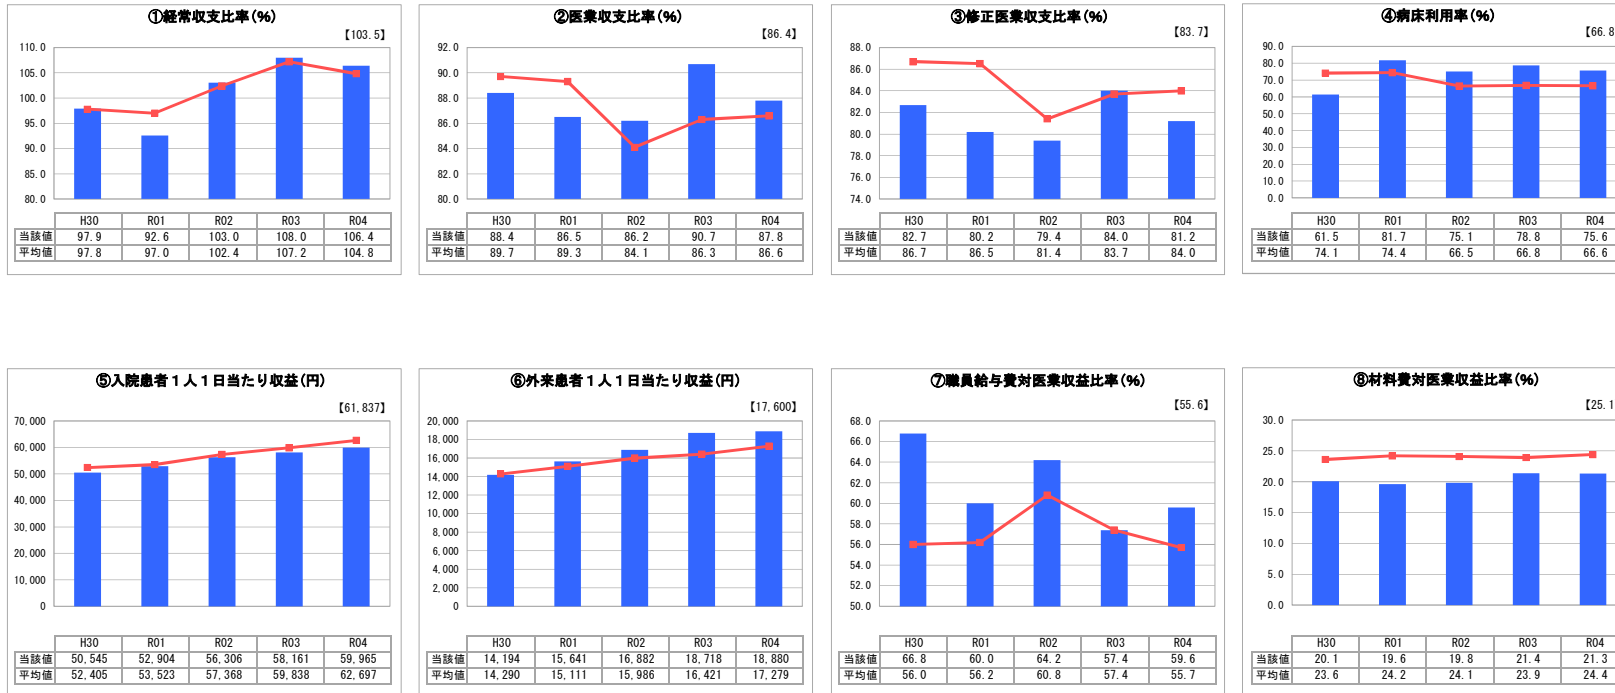 ①経常収支比率(%)
【103.5】
110.0
105.0
100.0
95.0
90.0
85.0
80.0
H30 R01 R02 R03 R04
当該値 97.9 92.6 103.0 108.0 106.4
平均値 97.8 97.0 102.4 107.2 104.8
②医業収支比率(%)
【86.4】
92.0
90.0
88.0
86.0
84.0
82.0
80.0
H30 R01 R02 R03 R04
当該値 88.4 86.5 86.2 90.7 87.8
平均値 89.7 89.3 84.1 86.3 86.6
③修正医業収支比率(%)
【83.7】
88.0
86.0
84.0
82.0
80.0
78.0
76.0
74.0
H30 R01 R02 R03 R04
当該値 82.7 80.2 79.4 84.0 81.2
平均値 86.7 86.5 81.4 83.7 84.0
④病床利用率(%)
【66.8
90.0
80.0
70.0
60.0
50.0
40.0
30.0
20.0
10.0
0.0
H30 R01 R02 R03 R04
当該値 61.5 81.7 75.1 78.8 75.6
平均値 74.1 74.4 66.5 66.8 66.6
⑤入院患者１人１日当たり収益(円)
【61,837】
70,000
60,000
50,000
40,000
30,000
20,000
10,000
0
H30 R01 R02 R03 R04
当該値 50,545 52,904 56,306 58,161 59,965
平均値 52,405 53,523 57,368 59,838 62,697
⑥外来患者１人１日当たり収益(円)
【17,600】
20,000
18,000
16,000
14,000
12,000
10,000
8,000
6,000
4,000
2,000
0
H30 R01 R02 R03 R04
当該値 14,194 15,641 16,882 18,718 18,880
平均値 14,290 15,111 15,986 16,421 17,279
⑦職員給与費対医業収益比率(%)
【55.6】
68.0
66.0
64.0
62.0
60.0
58.0
56.0
54.0
52.0
50.0
H30 R01 R02 R03 R04
当該値 66.8 60.0 64.2 57.4 59.6
平均値 56.0 56.2 60.8 57.4 55.7
⑧材料費対医業収益比率(%)
【25.1
30.0
25.0
20.0
15.0
10.0
5.0
0.0
H30 R01 R02 R03 R04
当該値 20.1 19.6 19.8 21.4 21.3
平均値 23.6 24.2 24.1 23.9 24.4